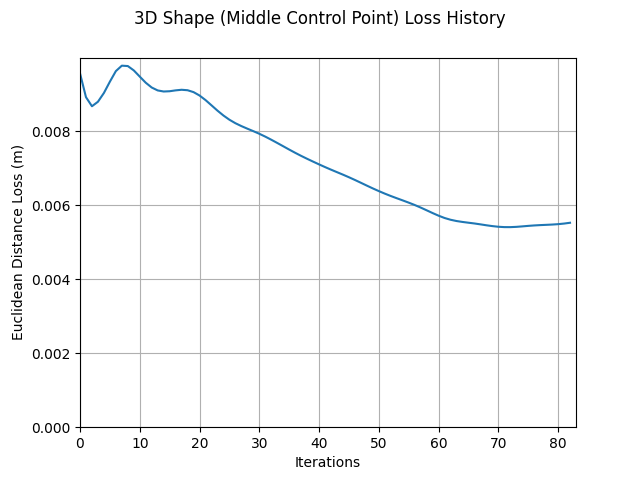 3D Shape (Middle Control Point) Loss History
Euclidean Distance Loss (m)
0.008
0.006
0.004
0.002
0.000
0 10 20 30 40 50 60 70 80
Iterations